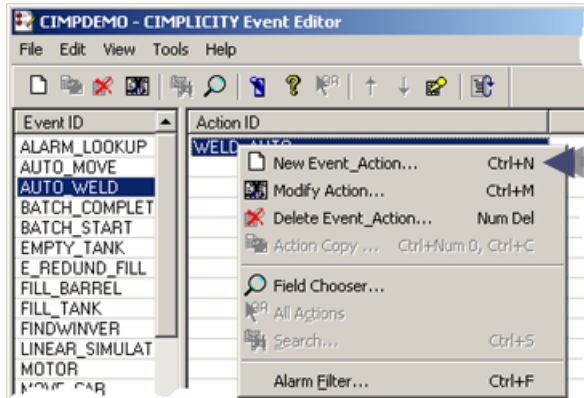 CIMPDEMO - CIMPLICITY Event Editor
File Edit View Tools Help
Event ID
Action ID
ALARM_LOOKUP
AUTO_MOVE
AUTO_WELD
BATCH_COMPLET
BATCH_START
EMPTY_TANK
E_REDUND_FILL
FILL_BARREL
FILL_TANK
FINDWINVER
LINEAR_SIMULAT
MOTOR
MOVE_CAR
WELD_AUTO
New Event_Action... Ctrl+N
Modify Action... Ctrl+M
Delete Event_Action... Num Del
Action Copy ... Ctrl+Num 0, Ctrl+C
Field Chooser...
All Actions
Search... Ctrl+S
Alarm Filter... Ctrl+F